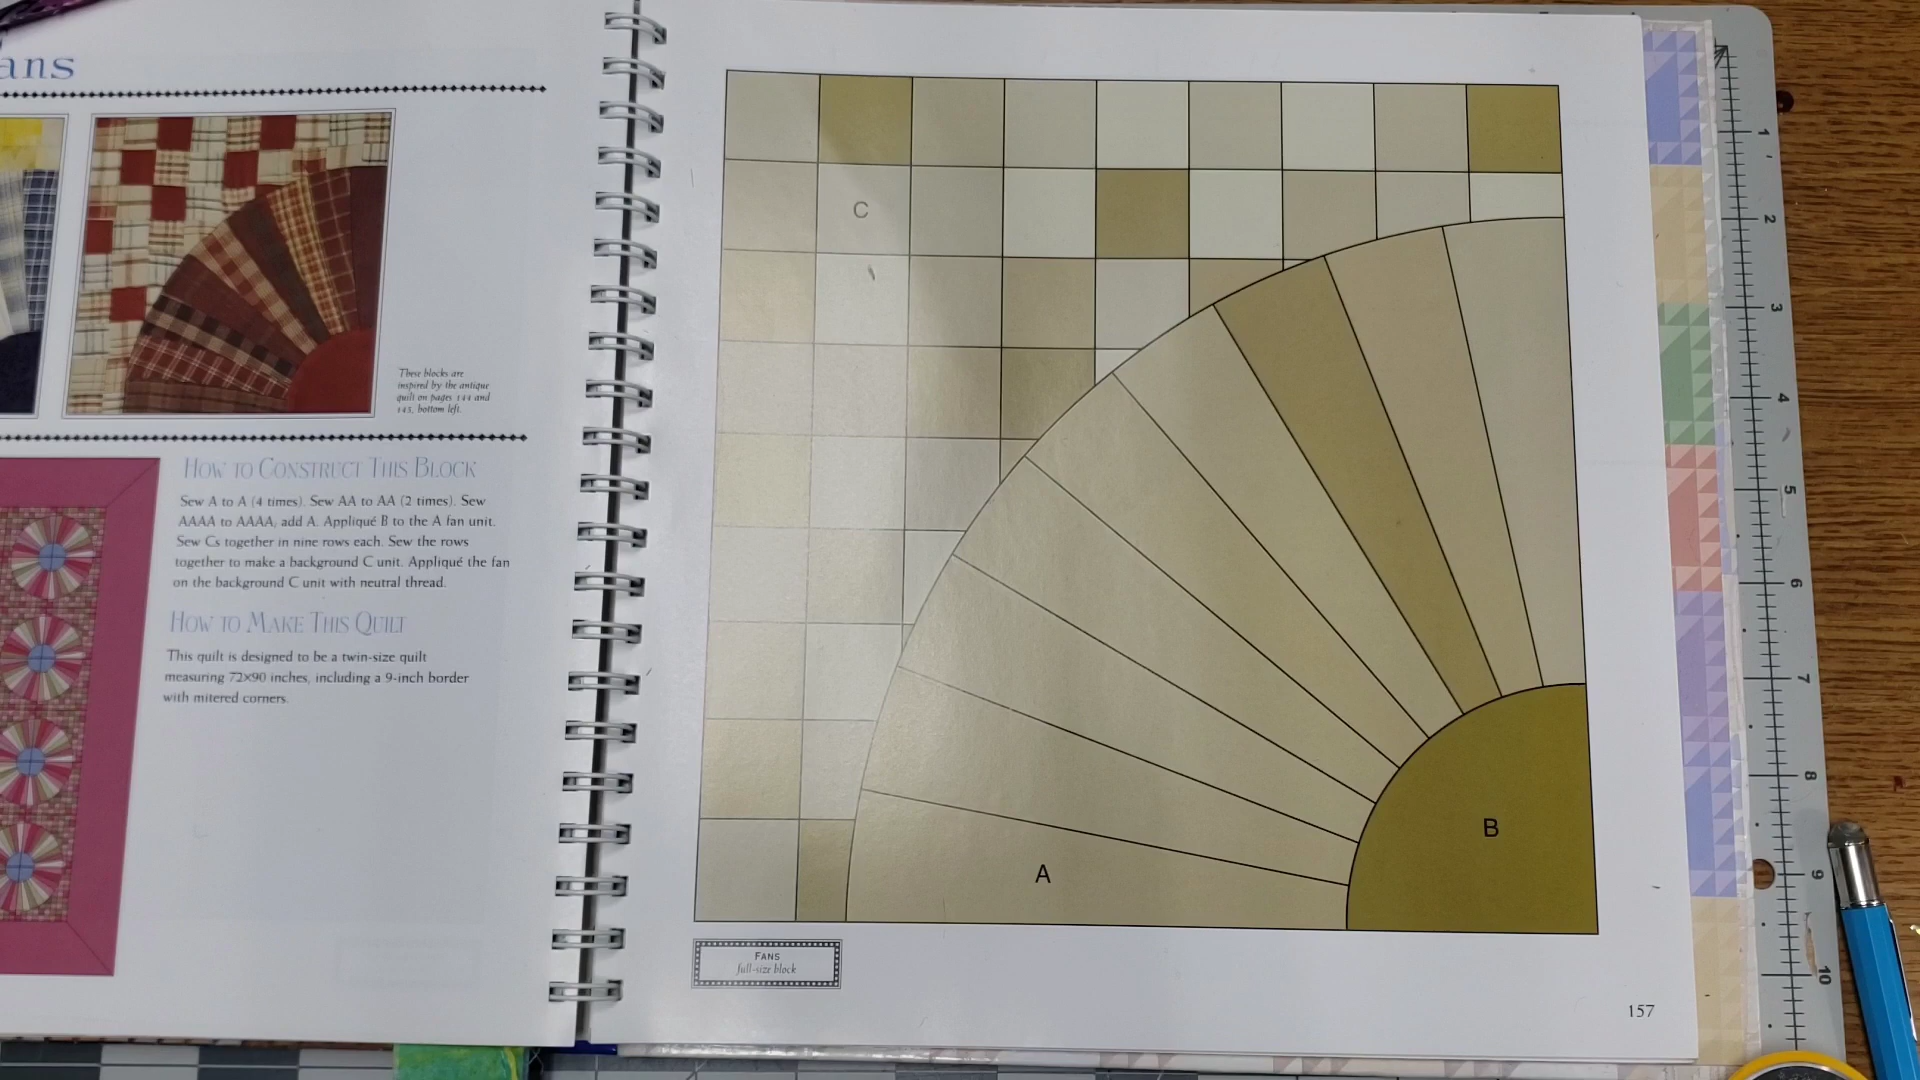 ans
These blocks are
inspired by the antique
quilt on pages 144 and
145, bottom left.
How to Construct This Block
Sew A to A (4 times). Sew AA to AA (2 times). Sew
AAAA to AAAA, add A. Appliqué B to the A fan unit.
Sew Cs together in nine rows each. Sew the rows
together to make a background C unit. Appliqué the fan
on the background C unit with neutral thread.
How to Make This Quilt
This quilt is designed to be a twin-size quilt
measuring 72×90 inches, including a 9-inch border
with mitered corners.
C
A
B
Fans
full-size block
157
1
2
3
4
5
6
7
8
9
10